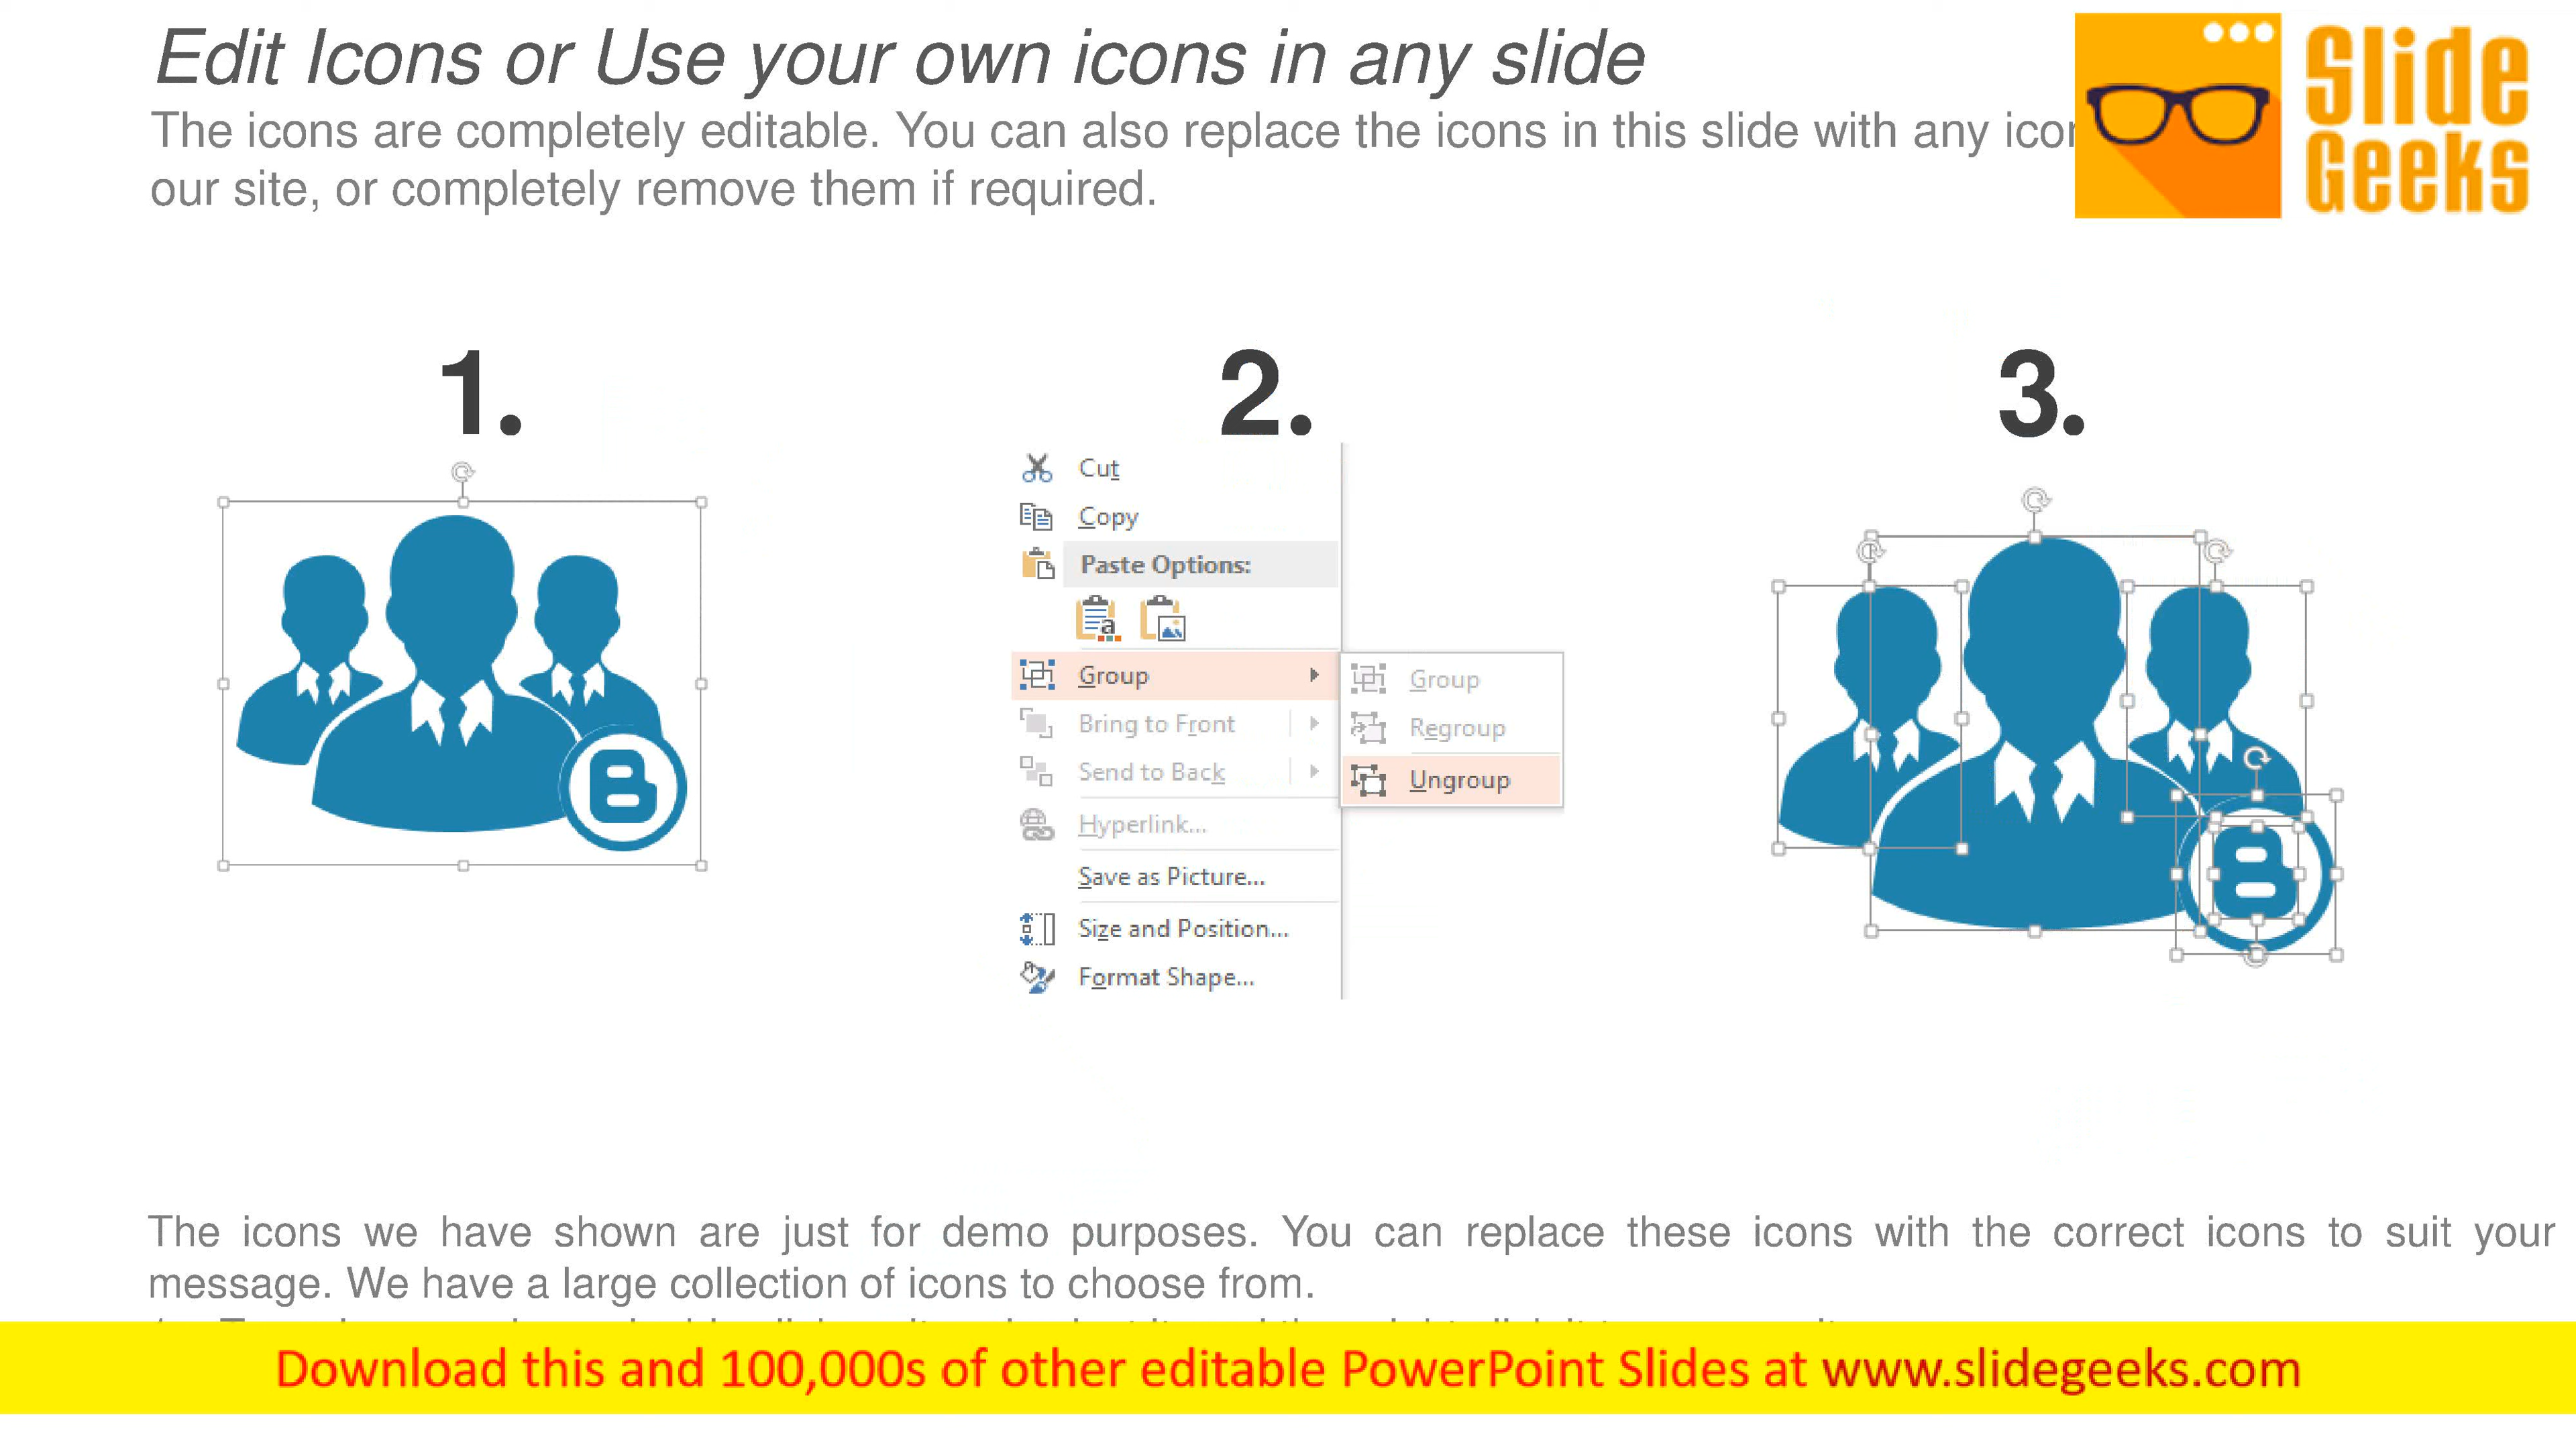 Edit Icons or Use your own icons in any slide
The icons are completely editable. You can also replace the icons in this slide with any
our site, or completely remove them if required.
Slide
Geeks
1.
2.
3.
Cut
Copy
Paste Options:
a
Group
Bring to Front
Send to Back
Hyperlink...
Save as Picture...
Size and Position...
Format Shape...
Group
Regroup
Ungroup
B
B
The icons we have shown are just for demo purposes. You can replace these icons with the correct icons to suit your
message. We have a large collection of icons to choose from.
Download this and 100,000s of other editable PowerPoint Slides at www.slidegeeks.com